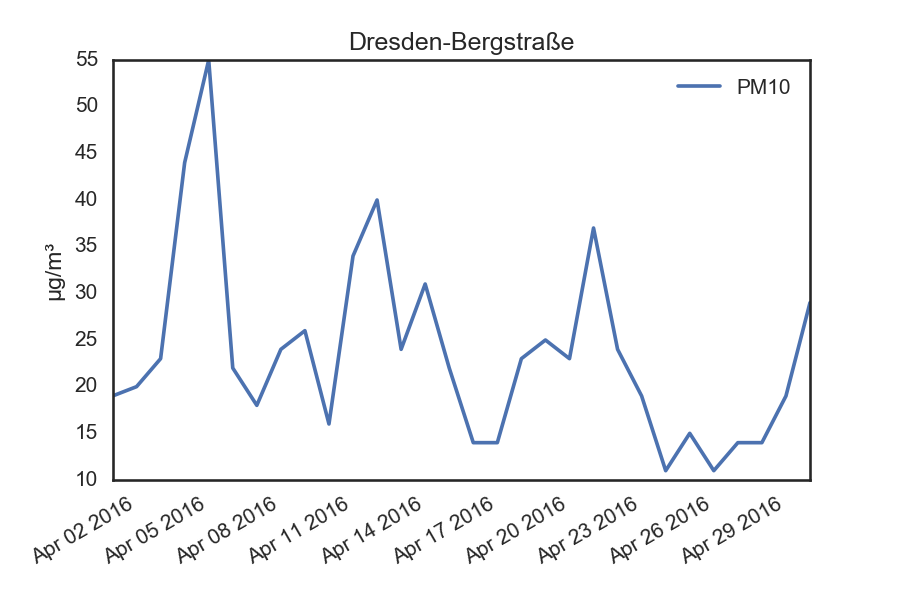 Dresden-Bergstraße
PM10
µg/m³
55
50
45
40
35
30
25
20
15
10
Apr 02 2016
Apr 05 2016
Apr 08 2016
Apr 11 2016
Apr 14 2016
Apr 17 2016
Apr 20 2016
Apr 23 2016
Apr 26 2016
Apr 29 2016